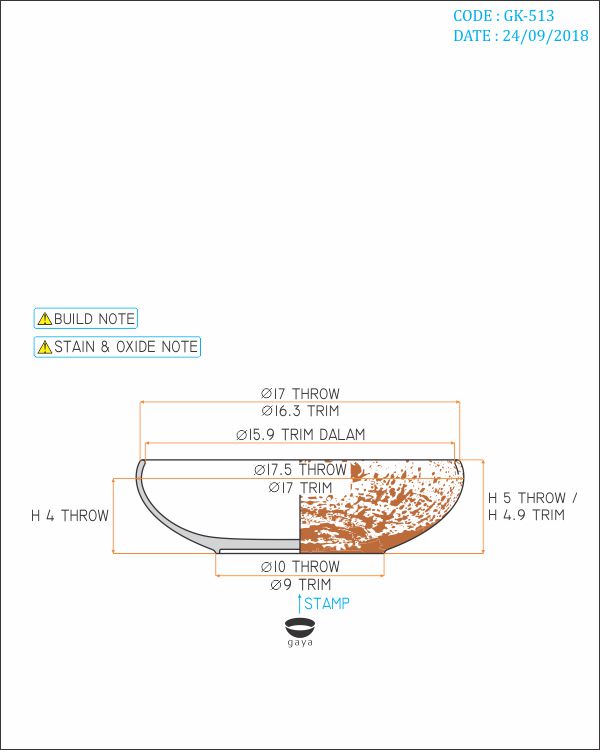 CODE : GK-513
DATE : 24/09/2018
BUILD NOTE
STAIN & OXIDE NOTE
Ø17 THROW
Ø16.3 TRIM
Ø15.9 TRIM DALAM
Ø17.5 THROW
Ø17 TRIM
H 4 THROW
H 5 THROW /
H 4.9 TRIM
Ø10 THROW
Ø9 TRIM
STAMP
gaya